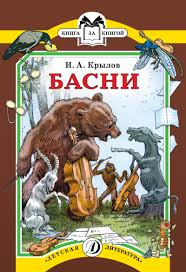 КНИГА ЗА КНИГОЙ
И. А. Крылов
БАСНИ
"ДЕТСКАЯ ЛИТЕРАТУРА"